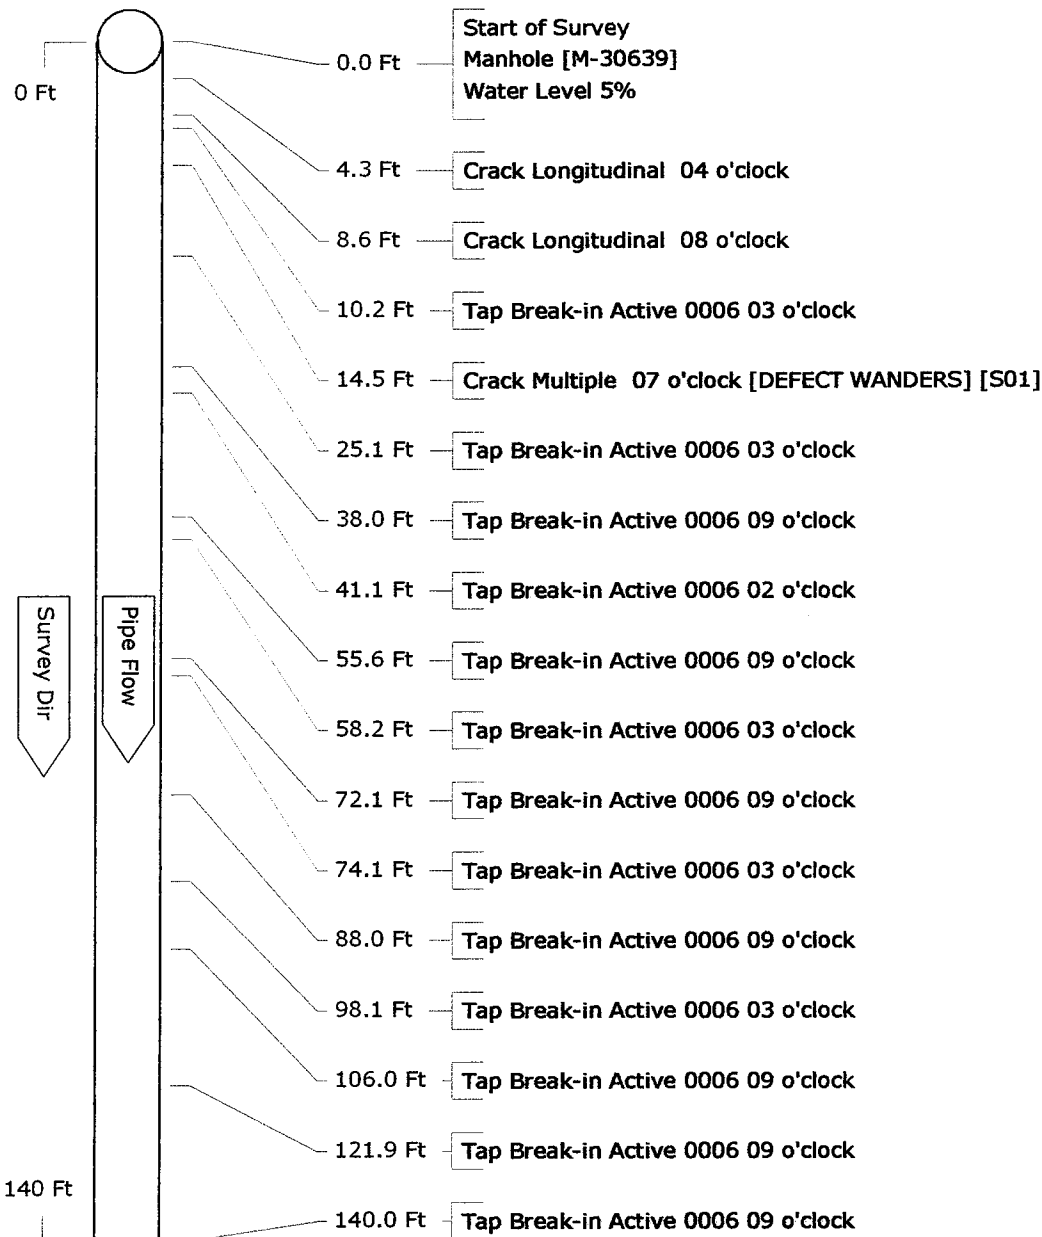 Start of Survey
0.0 Ft Manhole [M-30639]
Water Level 5%
0 Ft
4.3 Ft Crack Longitudinal 04 o'clock
8.6 Ft Crack Longitudinal 08 o'clock
10.2 Ft Tap Break-in Active 0006 03 o'clock
14.5 Ft Crack Multiple 07 o'clock [DEFECT WANDERS] [S01]
25.1 Ft Tap Break-in Active 0006 03 o'clock
38.0 Ft Tap Break-in Active 0006 09 o'clock
41.1 Ft Tap Break-in Active 0006 02 o'clock
Survey Dir
Pipe Flow
55.6 Ft Tap Break-in Active 0006 09 o'clock
58.2 Ft Tap Break-in Active 0006 03 o'clock
72.1 Ft Tap Break-in Active 0006 09 o'clock
74.1 Ft Tap Break-in Active 0006 03 o'clock
88.0 Ft Tap Break-in Active 0006 09 o'clock
98.1 Ft Tap Break-in Active 0006 03 o'clock
106.0 Ft Tap Break-in Active 0006 09 o'clock
121.9 Ft Tap Break-in Active 0006 09 o'clock
140 Ft
140.0 Ft Tap Break-in Active 0006 09 o'clock